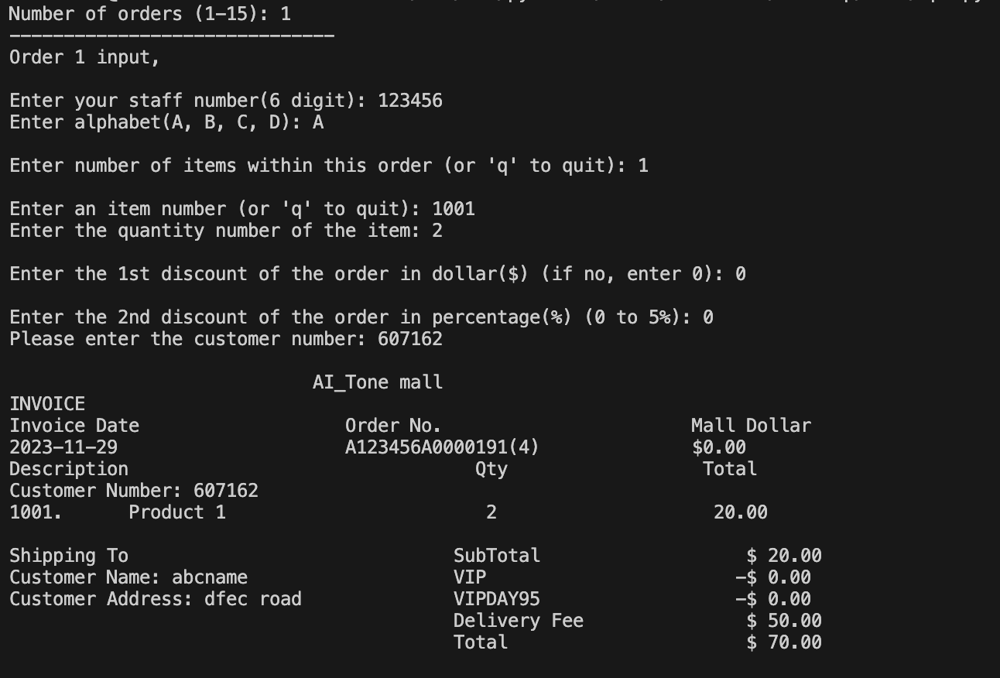 Number of orders (1-15): 1
------------------------------
Order 1 input,
Enter your staff number(6 digit): 123456
Enter alphabet(A, B, C, D): A
Enter number of items within this order (or 'q' to quit): 1
Enter an item number (or 'q' to quit): 1001
Enter the quantity number of the item: 2
Enter the 1st discount of the order in dollar($) (if no, enter 0): 0
Enter the 2nd discount of the order in percentage(%) (0 to 5%): 0
Please enter the customer number: 607162
AI_Tone mall
INVOICE
Invoice Date Order No. Mall Dollar
2023-11-29 A123456A0000191(4) $0.00
Description Qty Total
Customer Number: 607162
1001. Product 1 2 20.00
Shipping To SubTotal $ 20.00
Customer Name: abcname VIP -$ 0.00
Customer Address: dfec road VIPDAY95 -$ 0.00
Delivery Fee $ 50.00
Total $ 70.00